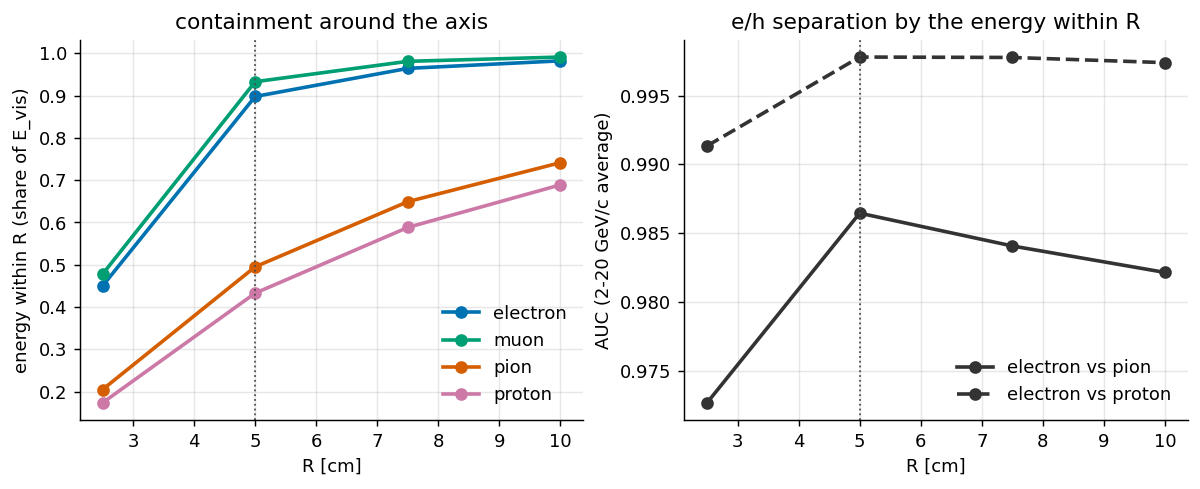 containment around the axis
energy within R (share of E_vis)
1.0
0.9
0.8
0.7
0.6
0.5
0.4
0.3
0.2
3 4 5 6 7 8 9 10
R [cm]
electron
muon
pion
proton
e/h separation by the energy within R
AUC (2-20 GeV/c average)
0.995
0.990
0.985
0.980
0.975
3 4 5 6 7 8 9 10
R [cm]
electron vs pion
electron vs proton